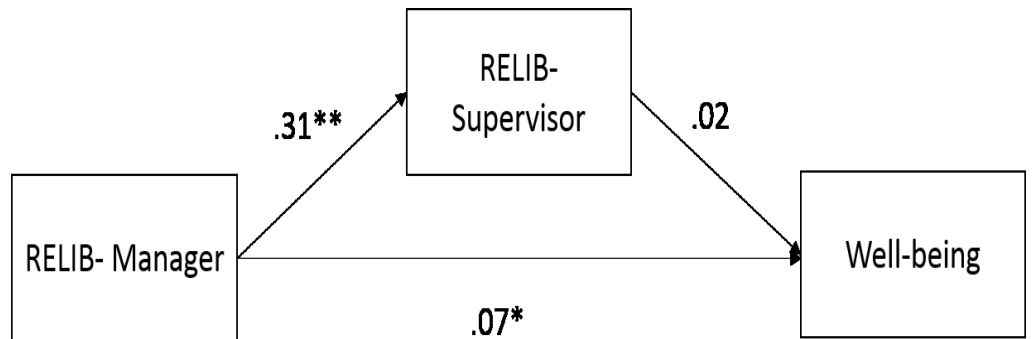 RELIB-
Supervisor
.31**
.02
RELIB- Manager
Well-being
.07*